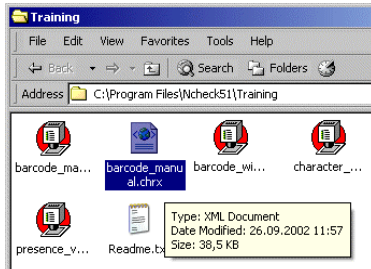 Training
File Edit View Favorites Tools Help
Back Search Folders
Address C:\Program Files\Ncheck51\Training
barcode_ma... barcode_manu barcode_wi... character_...
al.chrx
Type: XML Document
Date Modified: 26.09.2002 11:57
Size: 38,5 KB
presence_v... Readme.tx